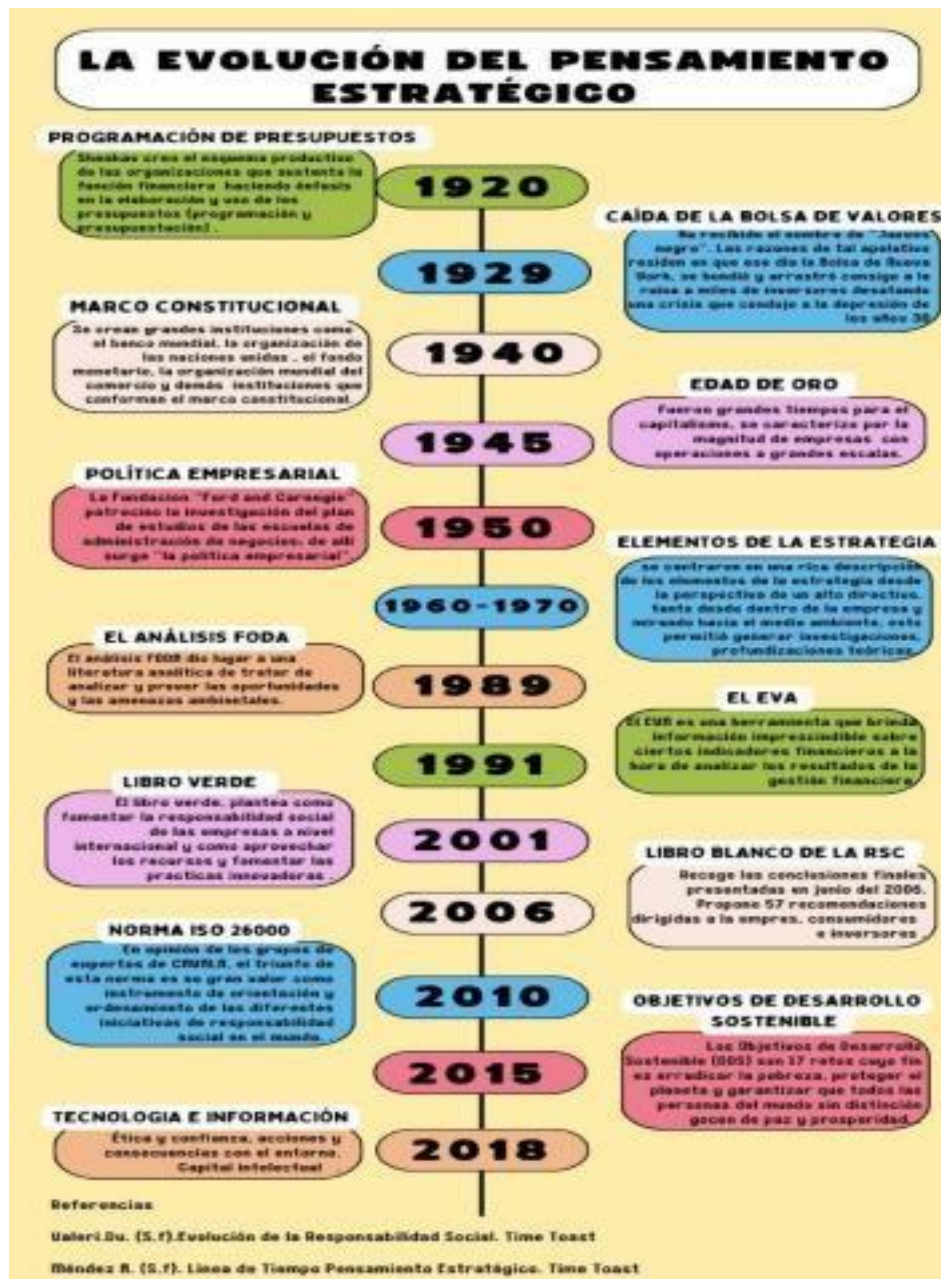 LA EVOLUCIÓN DEL PENSAMIENTO
ESTRATÉGICO
PROGRAMACIÓN DE PRESUPUESTOS
creo el esquema productivo
de las organizaciones que sustenta la
función financiera haciendo énfasis
en la elaboración y uso de los
presupuestos (programación y
presupuestación) .
1920
CAÍDA DE LA BOLSA DE VALORES
Ha recibido el nombre de "Jueves
negro". Las razones de tal apelativo
residen en que ese día la Bolsa de Nueva
York, se hundió y arrastró consigo a la
ruina a miles de inversores desatando
una crisis que condujo a la depresión de
los años
1929
MARCO CONSTITUCIONAL
Se crean grandes instituciones como
el banco mundial, la organización de
las naciones unidas , el fondo
monetario, la organización mundial del
comercio y demás instituciones que
conforman el marco constitucional
1940
EDAD DE ORO
Fueron grandes tiempos para el
capitalismo, se caracterizo por la
magnitud de empresas con
operaciones a grandes escalas.
1945
POLÍTICA EMPRESARIAL
La Fundacion "Ford and Carnegie"
patrocino la investigación del plan
de estudios de las escuelas de
administración de negocios; de allí
surge "la política empresarial".
1950
ELEMENTOS DE LA ESTRATEGIA
se centraron en una rica descripción
de los elementos de la estrategia desde
la perspectiva de un alto directivo,
tanto desde dentro de la empresa y
mirando hacia el medio ambiente, esto
permitió generar investigaciones,
profundizaciones teóricas.
1960-1970
EL ANÁLISIS FODA
El análisis FODA dio lugar a una
literatura analítica de tratar de
analizar y prever las oportunidades
y las amenazas ambientales.
1989
EL EVA
El EVA es una herramienta que brinda
información imprescindible sobre
ciertos indicadores financieros a la
hora de analizar los resultados de la
gestión financiera.
1991
LIBRO VERDE
El libro verde, plantea como
fomentar la responsabilidad social
de las empresas a nivel
internacional y como aprovechar
los recursos y fomentar las
practicas innovadoras .
2001
LIBRO BLANCO DE LA RSC
Recoge las conclusiones finales
presentadas en junio del 2006.
Propone 57 recomendaciones
dirigidas a la empres, consumidores
e inversores
2006
NORMA ISO 26000
En opinión de los grupos de
expertos de el triunfo de
esta norma es su gran valor como
instrumento de orientación y
ordenamiento de las diferentes
iniciativas de responsabilidad
social en el mundo.
2010
OBJETIVOS DE DESARROLLO
SOSTENIBLE
Los Objetivos de Desarrollo
Sostenible (ODS) son 17 retos cuyo fin
es erradicar la pobreza, proteger el
planeta y garantizar que todas las
personas del mundo sin distinción
gocen de paz y prosperidad.
2015
TECNOLOGIA E INFORMACIÓN
Ética y confianza, acciones y
consecuencias con el entorno.
Capital intelectual
2018
Referencias
Valeri.Du. (S.f).Evolución de la Responsabilidad Social. Time Toast
Méndez A. (S.f). Linea de Tiempo Pensamiento Estratégico. Time Toast